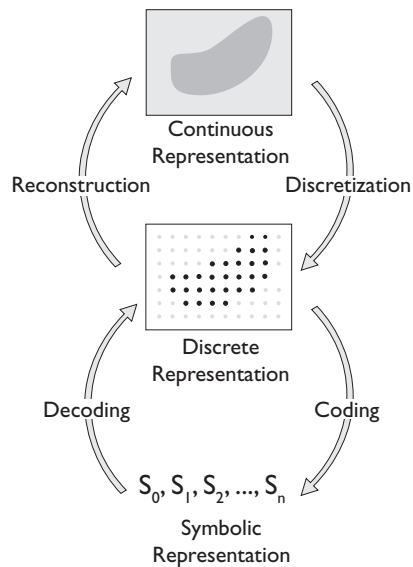 Continuous
Representation
Reconstruction
Discretization
Discrete
Representation
Decoding
Coding
S0, S1, S2, ..., Sn
Symbolic
Representation